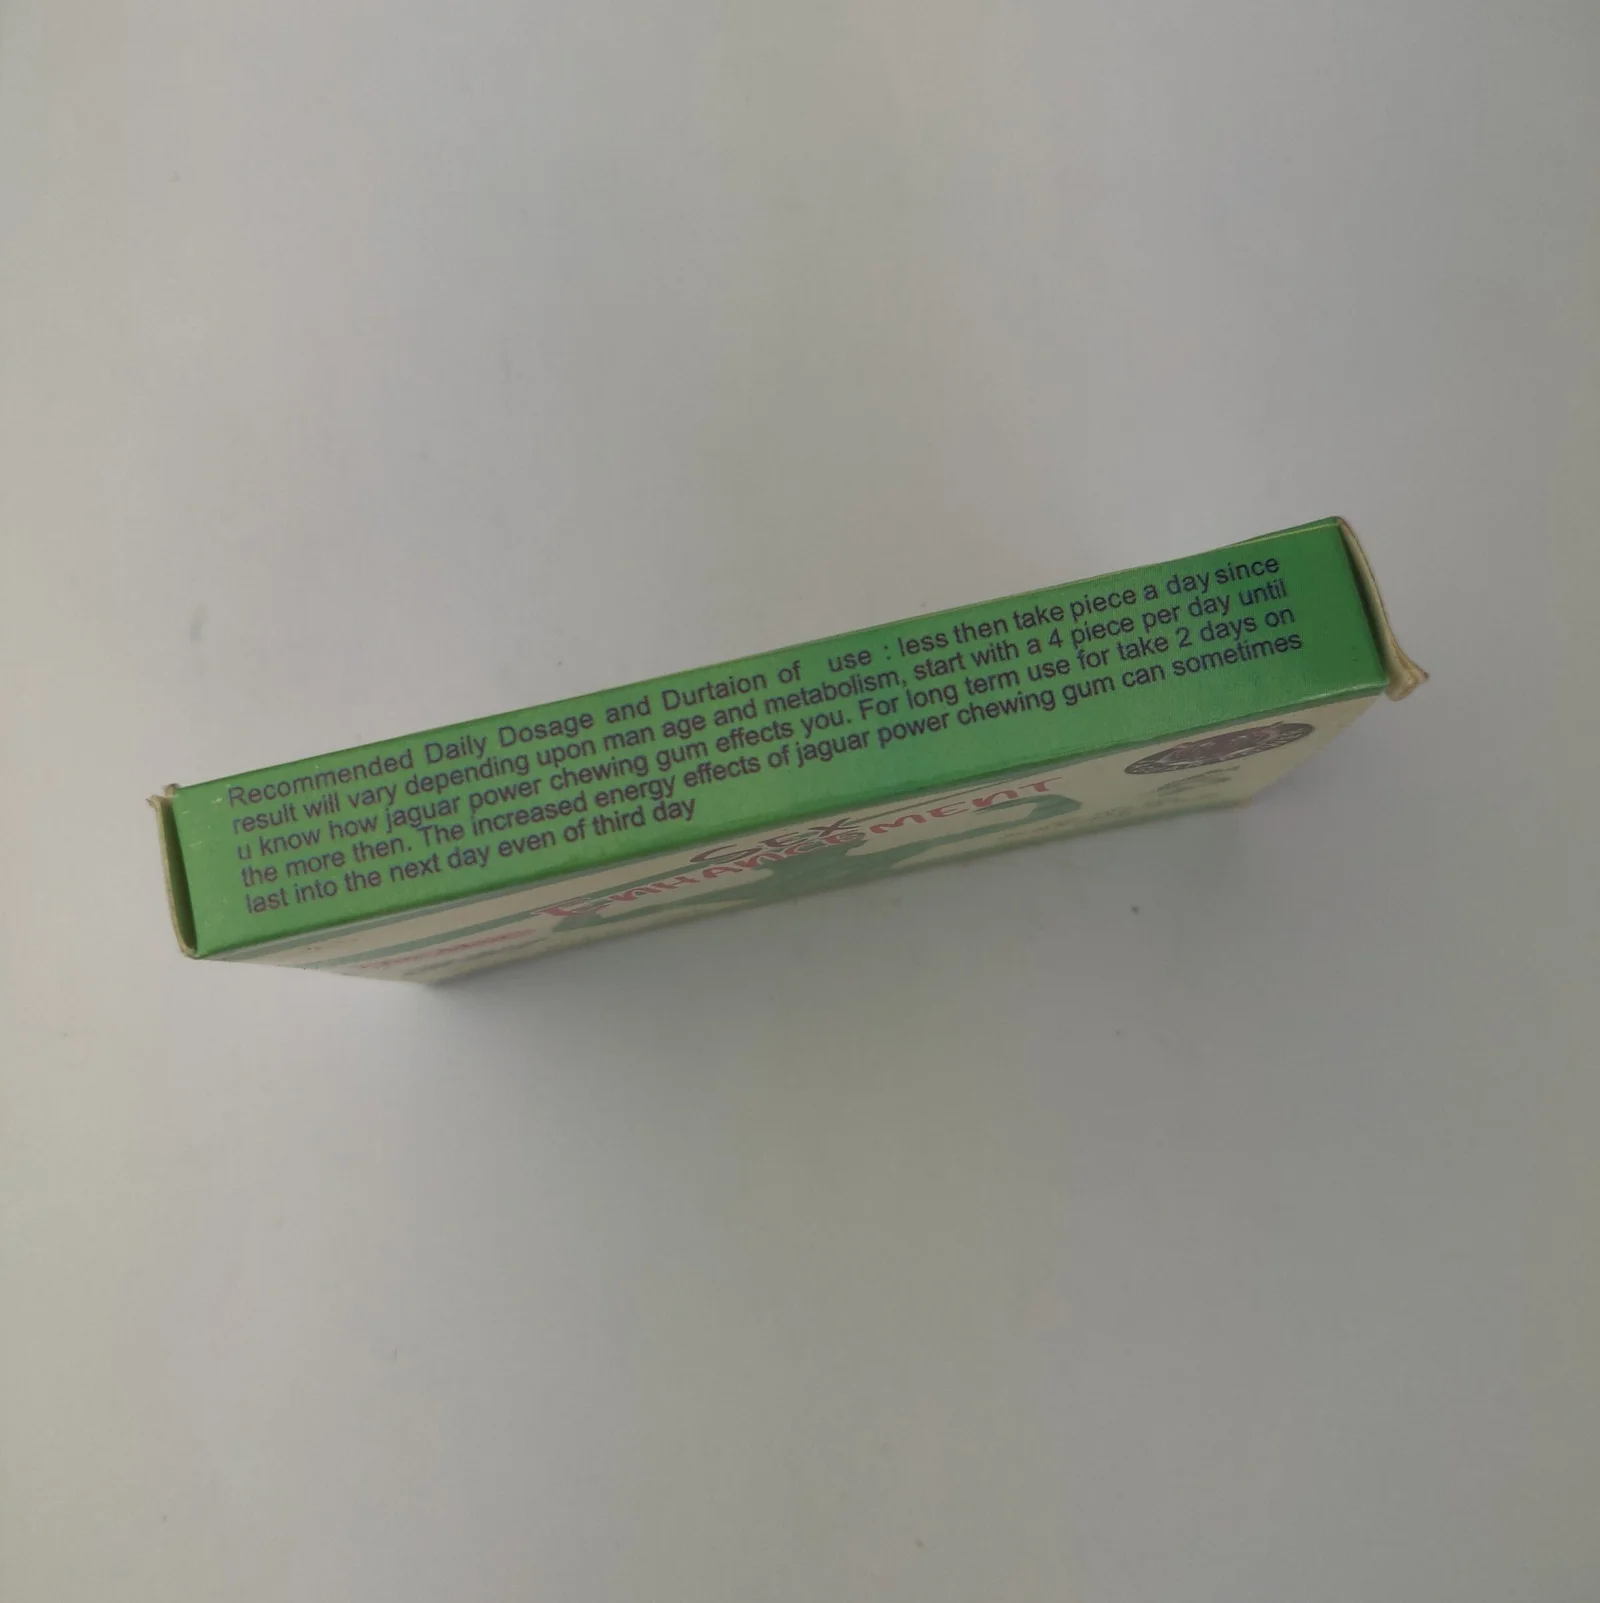 Recommended Daily Dosage and Durtaion of use : less then take piece a day since
result will vary depending upon man age and metabolism, start with a 4 piece per day until
u know how jaguar power chewing gum effects you. For long term use for take 2 days on
the more then. The increased energy effects of jaguar power chewing gum can sometimes
last into the next day even of third day
SEX
ENHANCEMENT